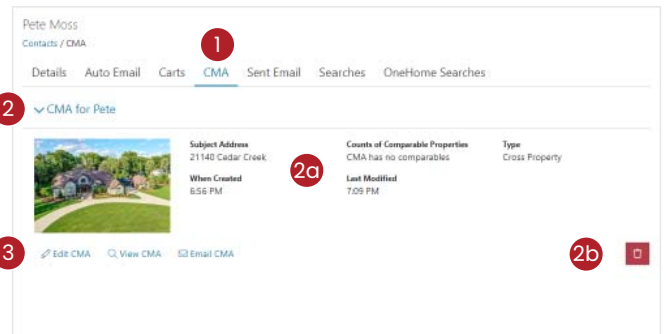 Pete Moss
Contacts / CMA
1
Details Auto Email Carts CMA Sent Email Searches OneHome Searches
2 CMA for Pete
Subject Address Counts of Comparable Properties Type
21140 Cedar Creek CMA has no comparables Cross Property
2a
When Created Last Modified
6:56 PM 7:09 PM
3 Edit CMA View CMA Email CMA 2b